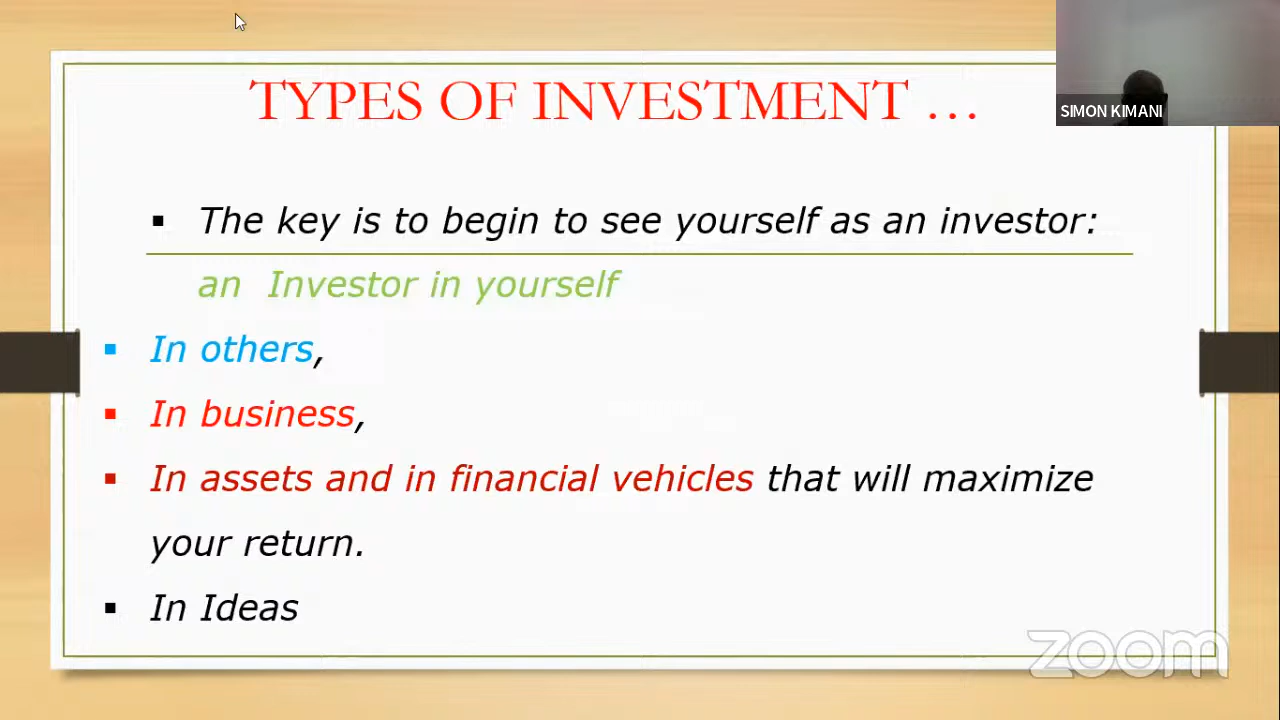 TYPES OF INVESTMENT …
SIMON KIMANI
▪ The key is to begin to see yourself as an investor:
an Investor in yourself
▪ In others,
▪ In business,
▪ In assets and in financial vehicles that will maximize
your return.
▪ In Ideas
zoom